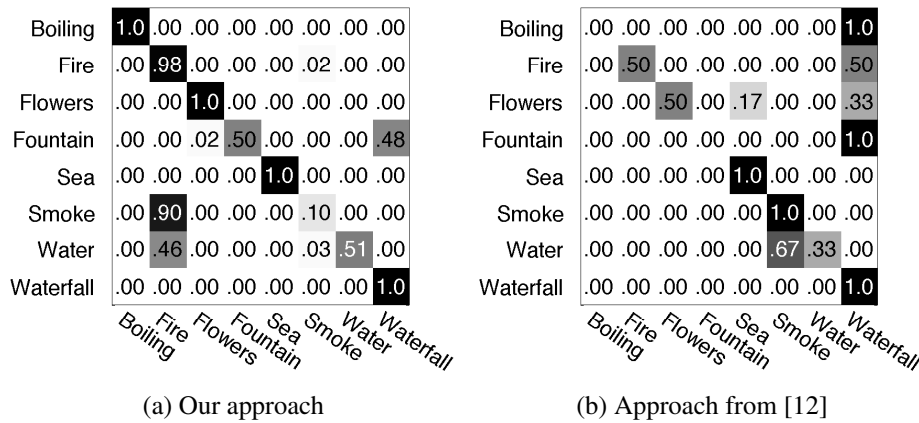 Boiling 1.0 .00 .00 .00 .00 .00 .00 .00
Fire .00 .98 .00 .00 .00 .02 .00 .00
Flowers .00 .00 1.0 .00 .00 .00 .00 .00
Fountain .00 .00 .02 .50 .00 .00 .00 .48
Sea .00 .00 .00 .00 1.0 .00 .00 .00
Smoke .00 .90 .00 .00 .00 .10 .00 .00
Water .00 .46 .00 .00 .00 .03 .51 .00
Waterfall .00 .00 .00 .00 .00 .00 .00 1.0
Boiling Fire Flowers Fountain Sea Smoke Water Waterfall
(a) Our approach
Boiling .00 .00 .00 .00 .00 .00 .00 1.0
Fire .00 .50 .00 .00 .00 .00 .00 .50
Flowers .00 .00 .50 .00 .17 .00 .00 .33
Fountain .00 .00 .00 .00 .00 .00 .00 1.0
Sea .00 .00 .00 .00 1.0 .00 .00 .00
Smoke .00 .00 .00 .00 .00 1.0 .00 .00
Water .00 .00 .00 .00 .00 .67 .33 .00
Waterfall .00 .00 .00 .00 .00 .00 .00 1.0
Boiling Fire Flowers Fountain Sea Smoke Water Waterfall
(b) Approach from [12]